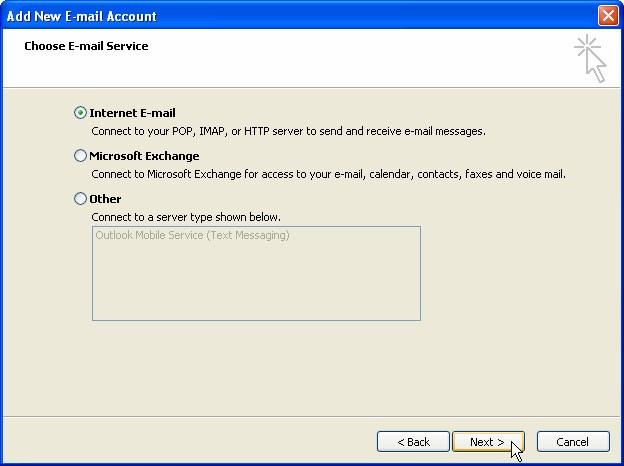 Add New E-mail Account
Choose E-mail Service
Internet E-mail
Connect to your POP, IMAP, or HTTP server to send and receive e-mail messages.
Microsoft Exchange
Connect to Microsoft Exchange for access to your e-mail, calendar, contacts, faxes and voice mail.
Other
Connect to a server type shown below.
Outlook Mobile Service (Text Messaging)
< Back
Next >
Cancel